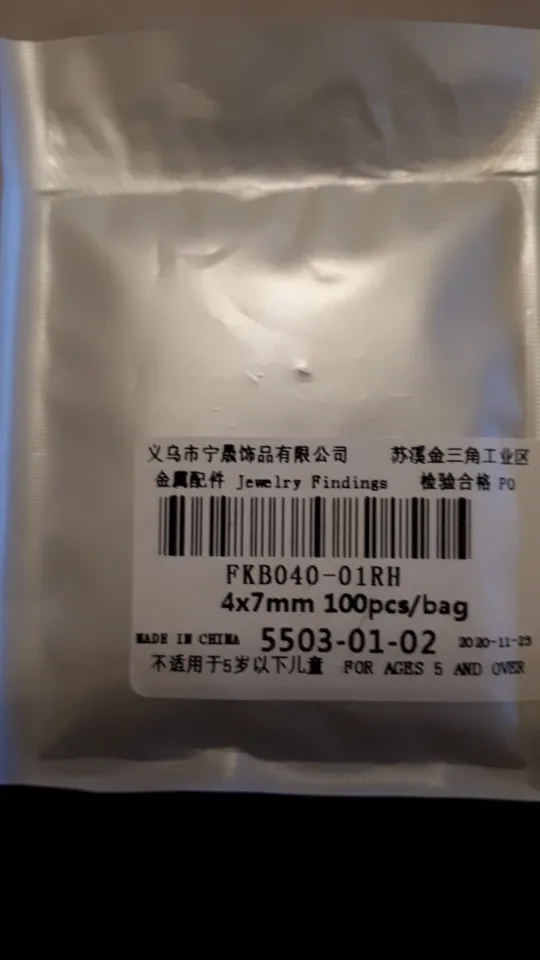 义乌市宁晟饰品有限公司 苏溪金三角工业区
金属配件 Jewelry Findings 检验合格 PO
FKB040-01RH
4x7mm 100pcs/bag
MADE IN CHINA 5503-01-02 2020-11-23
不适用于5岁以下儿童 FOR AGES 5 AND OVER